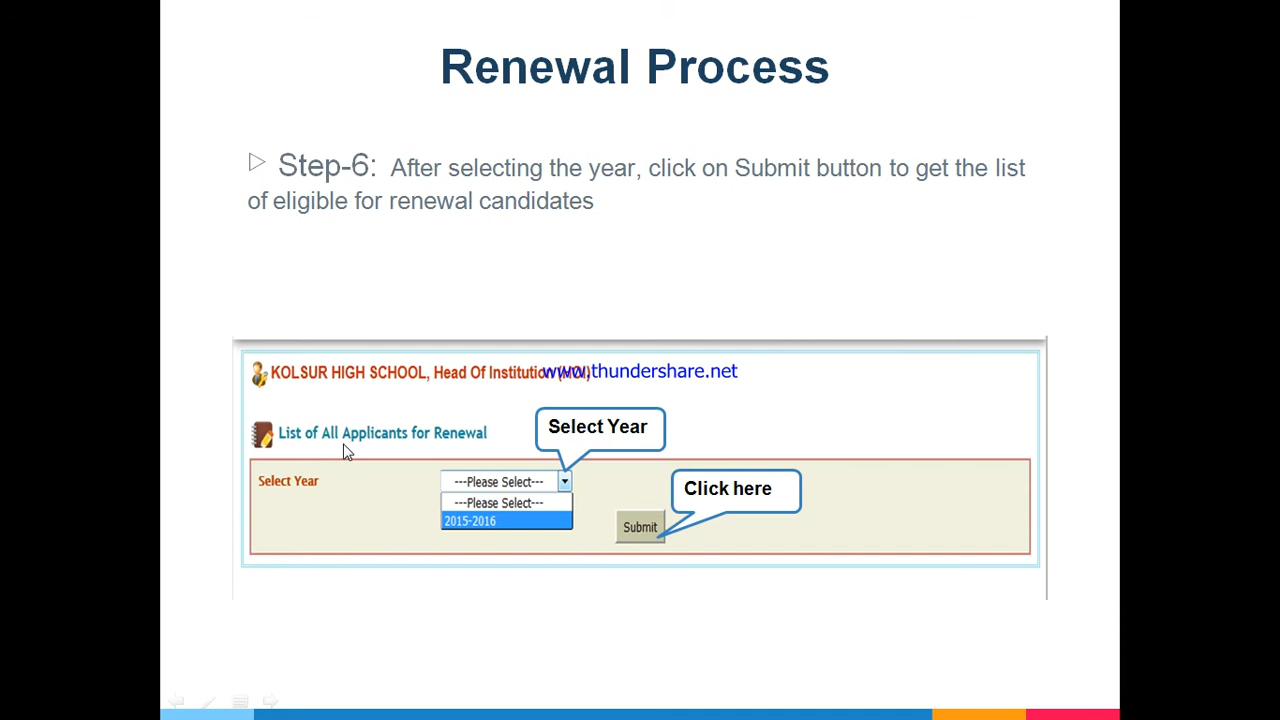 Renewal Process
Step-6: After selecting the year, click on Submit button to get the list
of eligible for renewal candidates
KOLSUR HIGH SCHOOL, Head Of Institution (HOI)
www.thundershare.net
List of All Applicants for Renewal
Select Year
Select Year
---Please Select---
Click here
---Please Select---
2015-2016
Submit